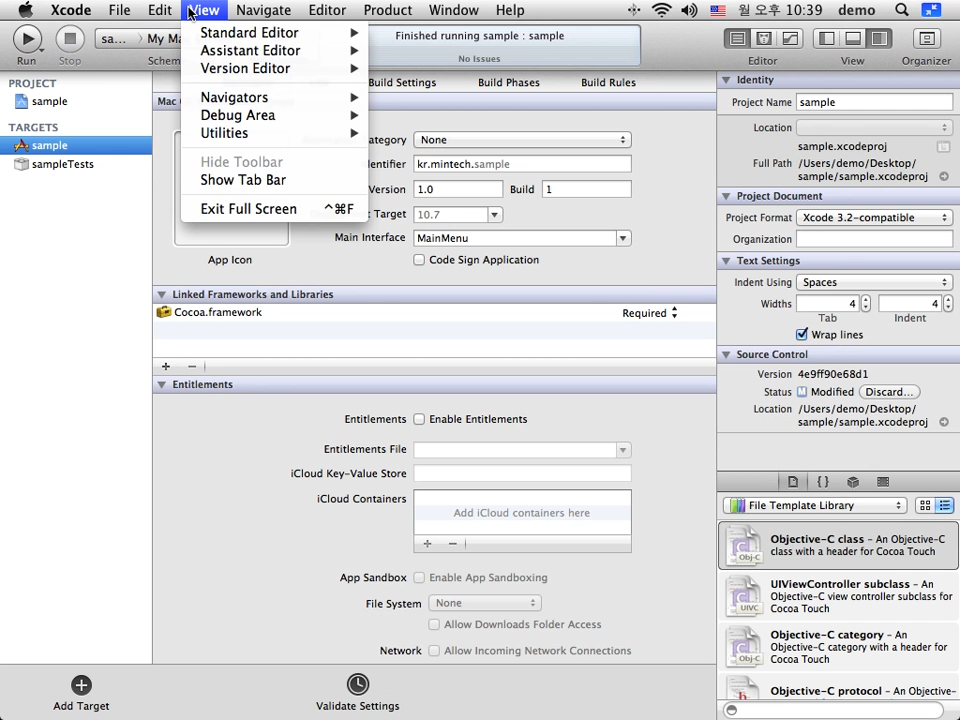 Xcode File Edit View Navigate Editor Product Window Help 월 오후 10:39 demo
sa... My Ma
Finished running sample : sample
No Issues
Run Stop Schem Editor View Organizer
PROJECT
sample
TARGETS
sample
sampleTests
Standard Editor
Assistant Editor
Version Editor
Navigators
Debug Area
Utilities
Hide Toolbar
Show Tab Bar
Exit Full Screen ^⌘F
Build Settings Build Phases Build Rules
Mac
ategory None
dentifier kr.mintech.sample
Version 1.0 Build 1
Target 10.7
Main Interface MainMenu
Code Sign Application
App Icon
Linked Frameworks and Libraries
Cocoa.framework Required
+ −
Entitlements
Entitlements Enable Entitlements
Entitlements File
iCloud Key-Value Store
iCloud Containers Add iCloud containers here
+ −
App Sandbox Enable App Sandboxing
File System None
Allow Downloads Folder Access
Network Allow Incoming Network Connections
Add Target
Validate Settings
Identity
Project Name sample
Location
sample.xcodeproj
Full Path /Users/demo/Desktop/
sample/sample.xcodeproj
Project Document
Project Format Xcode 3.2-compatible
Organization
Text Settings
Indent Using Spaces
Widths 4 4
Tab Indent
Wrap lines
Source Control
Version 4e9ff90e68d1
Status M Modified Discard...
Location /Users/demo/Desktop/
sample/sample.xcodeproj
{}
File Template Library
Obj-C
Objective-C class – An Objective-C
class with a header for Cocoa Touch
UIVC
UIViewController subclass – An
Objective-C view controller subclass for
Cocoa Touch
Obj-C
Objective-C category – An
Objective-C category with a header for
Cocoa Touch
Objective-C protocol – An Objective-